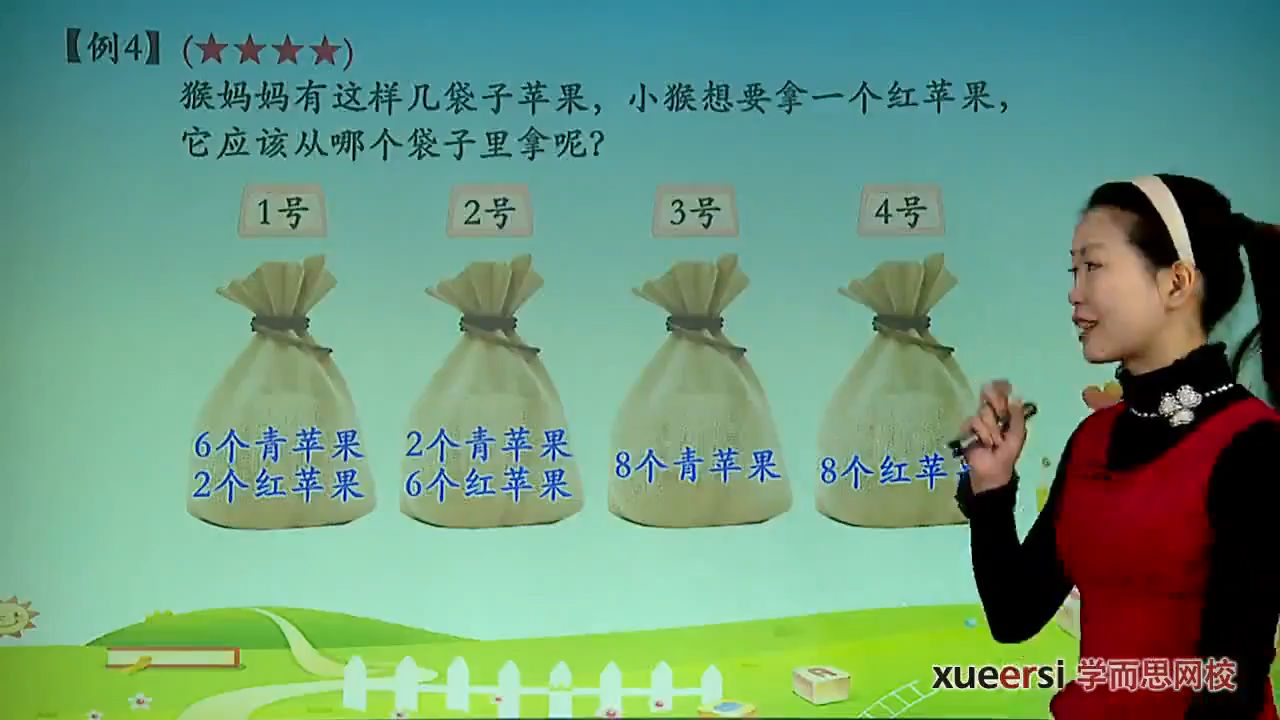 【例4】(★★★★)
猴妈妈有这样几袋子苹果，小猴想要拿一个红苹果，
它应该从哪个袋子里拿呢?
1号
2号
3号
4号
6个青苹果
2个红苹果
2个青苹果
6个红苹果
8个青苹果
8个红苹
xueersi 学而思网校